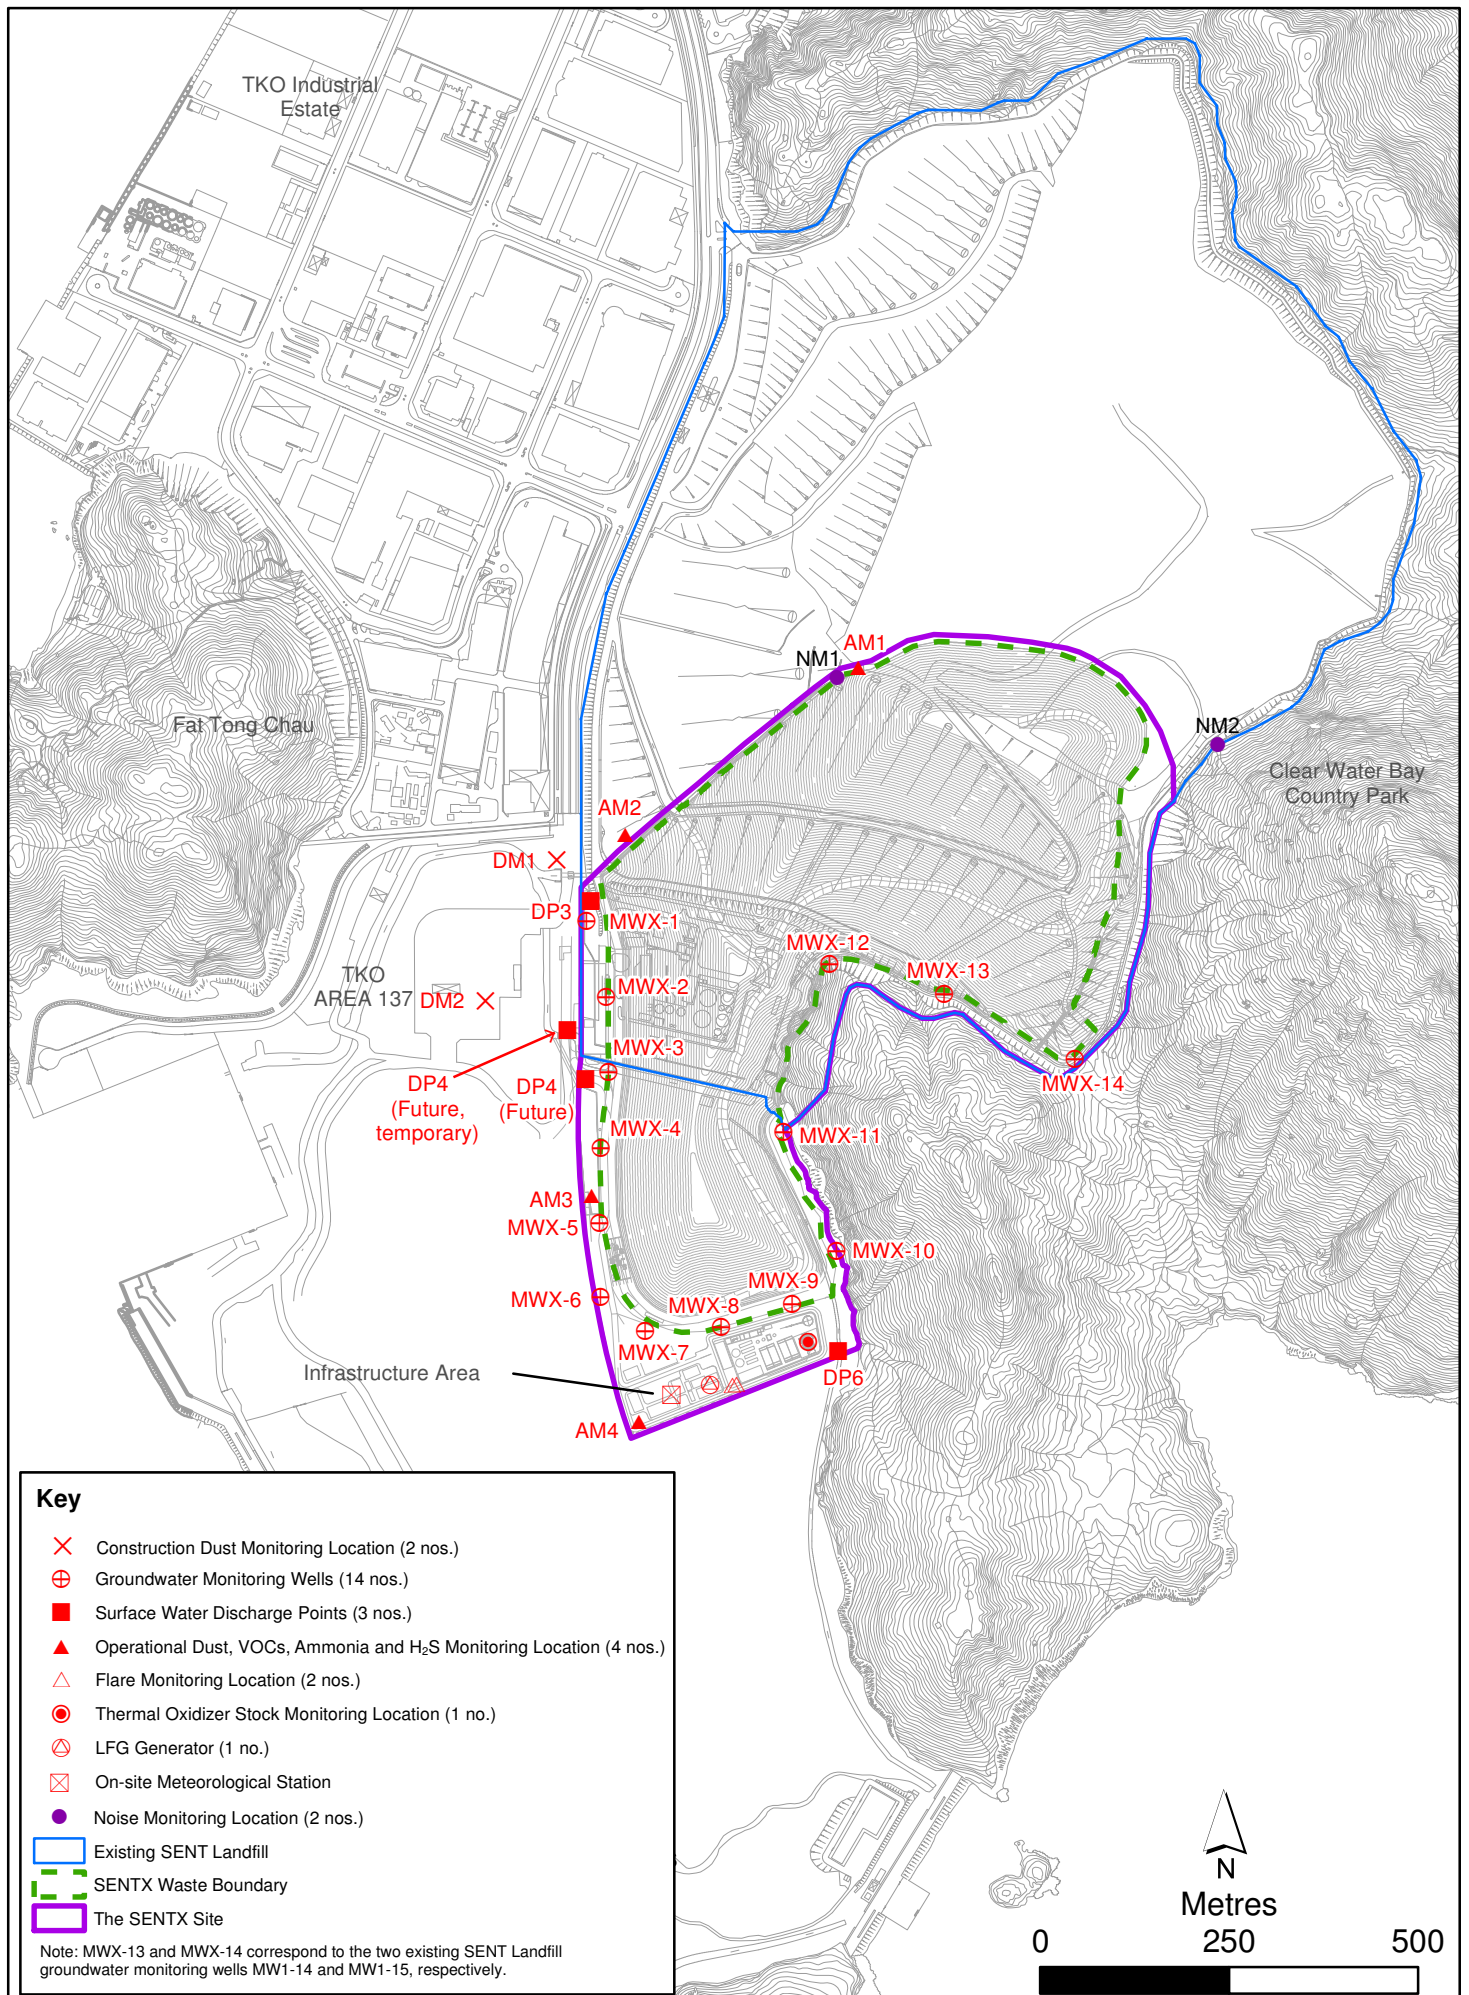 TKO Industrial
Estate
NM1
AM1
NM2
Fat Tong Chau
Clear Water Bay
Country Park
AM2
DM1
DP3
MWX-1
MWX-12
MWX-13
TKO
AREA 137
DM2
MWX-2
MWX-3
DP4
(Future,
temporary)
DP4
(Future)
MWX-14
MWX-4
MWX-11
AM3
MWX-5
MWX-10
MWX-9
MWX-6
MWX-8
MWX-7
Infrastructure Area
DP6
AM4
Key
Construction Dust Monitoring Location (2 nos.)
Groundwater Monitoring Wells (14 nos.)
Surface Water Discharge Points (3 nos.)
Operational Dust, VOCs, Ammonia and H₂S Monitoring Location (4 nos.)
Flare Monitoring Location (2 nos.)
Thermal Oxidizer Stock Monitoring Location (1 no.)
LFG Generator (1 no.)
On-site Meteorological Station
Noise Monitoring Location (2 nos.)
Existing SENT Landfill
SENTX Waste Boundary
The SENTX Site
Note: MWX-13 and MWX-14 correspond to the two existing SENT Landfill
groundwater monitoring wells MW1-14 and MW1-15, respectively.
N
Metres
0 250 500